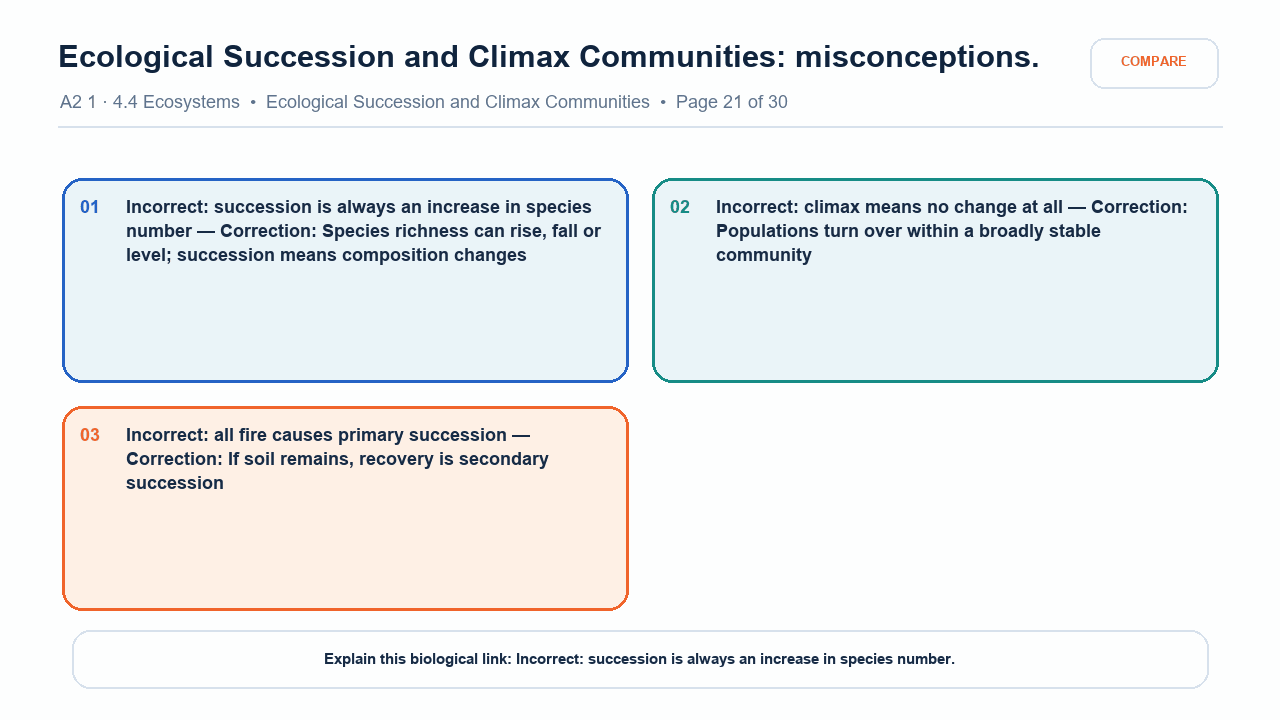 Ecological Succession and Climax Communities: misconceptions.
COMPARE
A2 1 · 4.4 Ecosystems • Ecological Succession and Climax Communities • Page 21 of 30
01
Incorrect: succession is always an increase in species
number — Correction: Species richness can rise, fall or
level; succession means composition changes
02
Incorrect: climax means no change at all — Correction:
Populations turn over within a broadly stable
community
03
Incorrect: all fire causes primary succession —
Correction: If soil remains, recovery is secondary
succession
Explain this biological link: Incorrect: succession is always an increase in species number.